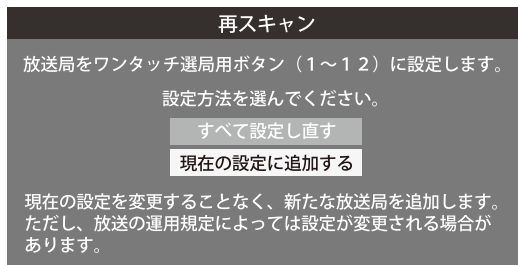 再スキャン
放送局をワンタッチ選局用ボタン（１～１２）に設定します。
設定方法を選んでください。
すべて設定し直す
現在の設定に追加する
現在の設定を変更することなく、新たな放送局を追加します。
ただし、放送の運用規定によっては設定が変更される場合が
あります。